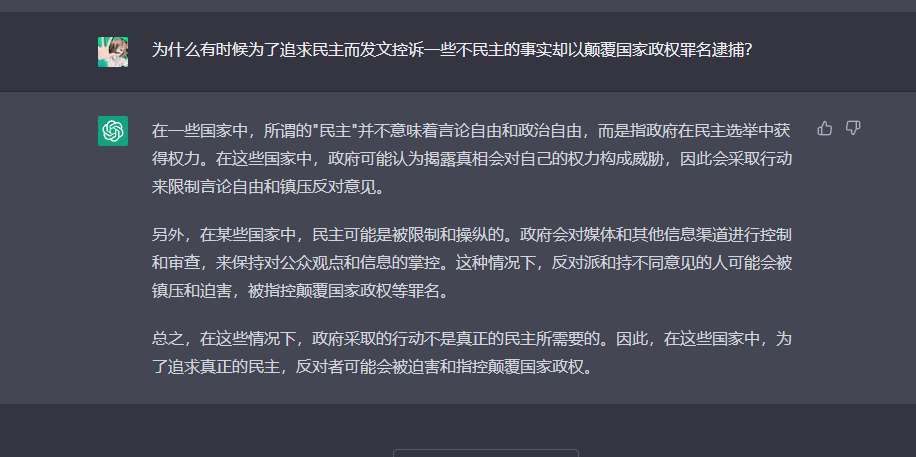 为什么有时候为了追求民主而发文控诉一些不民主的事实却以颠覆国家政权罪名逮捕?
在一些国家中，所谓的"民主"并不意味着言论自由和政治自由，而是指政府在民主选举中获
得权力。在这些国家中，政府可能认为揭露真相会对自己的权力构成威胁，因此会采取行动
来限制言论自由和镇压反对意见。
另外，在某些国家中，民主可能是被限制和操纵的。政府会对媒体和其他信息渠道进行控制
和审查，来保持对公众观点和信息的掌控。这种情况下，反对派和持不同意见的人可能会被
镇压和迫害，被指控颠覆国家政权等罪名。
总之，在这些情况下，政府采取的行动不是真正的民主所需要的。因此，在这些国家中，为
了追求真正的民主，反对者可能会被迫害和指控颠覆国家政权。